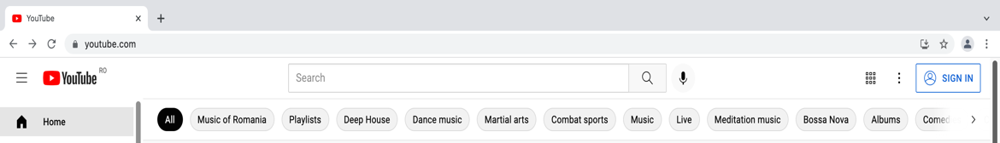 YouTube
youtube.com
YouTube RO Search SIGN IN
Home All Music of Romania Playlists Deep House Dance music Martial arts Combat sports Music Live Meditation music Bossa Nova Albums